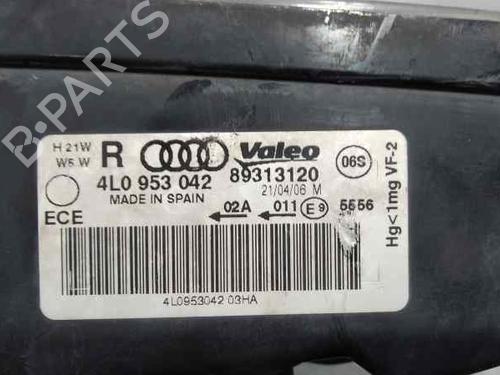 B-PARTS
H 21W
W5 W
R
Valeo
06S
4L0 953 042
89313120
MADE IN SPAIN
21/04/06 M
ECE
02A
011
E9
5556
Hg<1mg VF-2
4L0953042 03HA